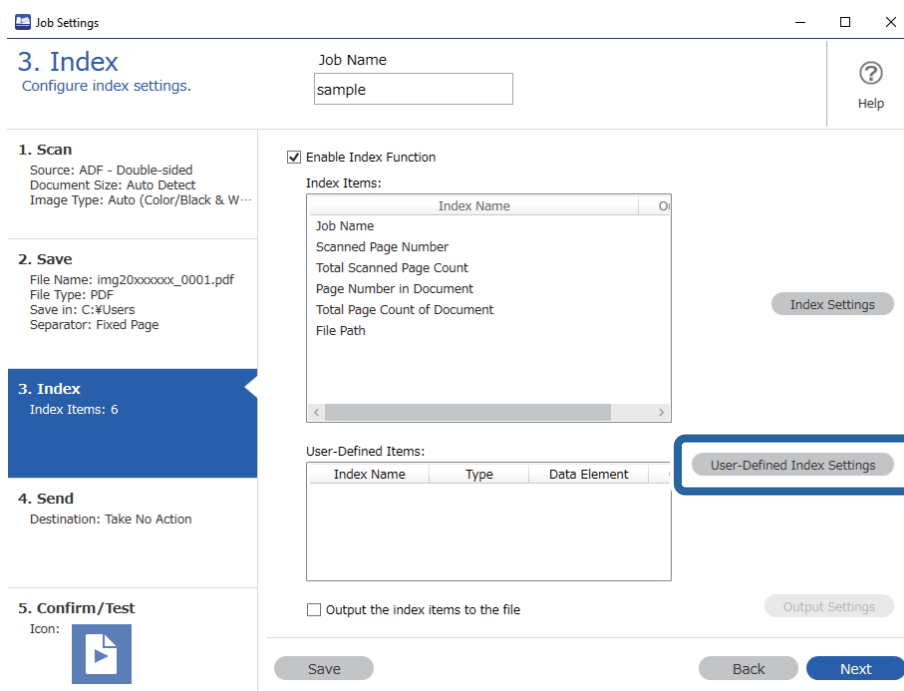 Job Settings
3. Index
Configure index settings.
Job Name
sample
Help
1. Scan
Source: ADF - Double-sided
Document Size: Auto Detect
Image Type: Auto (Color/Black & W···
2. Save
File Name: img20xxxxxx_0001.pdf
File Type: PDF
Save in: C:¥Users
Separator: Fixed Page
3. Index
Index Items: 6
4. Send
Destination: Take No Action
5. Confirm/Test
Icon:
Enable Index Function
Index Items:
Index Name
Job Name
Scanned Page Number
Total Scanned Page Count
Page Number in Document
Total Page Count of Document
File Path
Index Settings
User-Defined Items:
Index Name Type Data Element
User-Defined Index Settings
Output the index items to the file
Output Settings
Save
Back
Next